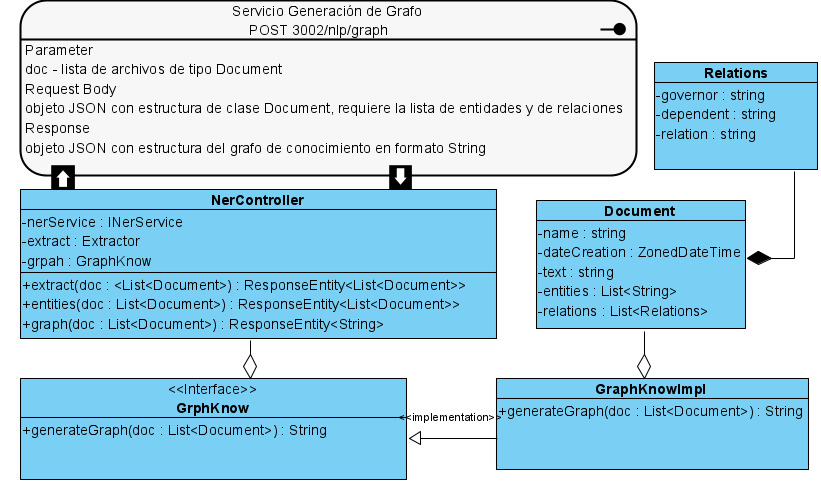 Servicio Generación de Grafo
POST 3002/nlp/graph
Parameter
doc - lista de archivos de tipo Document
Request Body
objeto JSON con estructura de clase Document, requiere la lista de entidades y de relaciones
Response
objeto JSON con estructura del grafo de conocimiento en formato String
Relations
-governor : string
-dependent : string
-relation : string
NerController
-nerService : INerService
-extract : Extractor
-grpah : GraphKnow
+extract(doc : <List<Document>) : ResponseEntity<List<Document>>
+entities(doc : List<Document>) : ResponseEntity<List<Document>>
+graph(doc : List<Document>) : ResponseEntity<String>
Document
-name : string
-dateCreation : ZonedDateTime
-text : string
-entities : List<String>
-relations : List<Relations>
<<Interface>>
GrphKnow
+generateGraph(doc : List<Document>) : String
<<implementation>>
GraphKnowImpl
+generateGraph(doc : List<Document>) : String